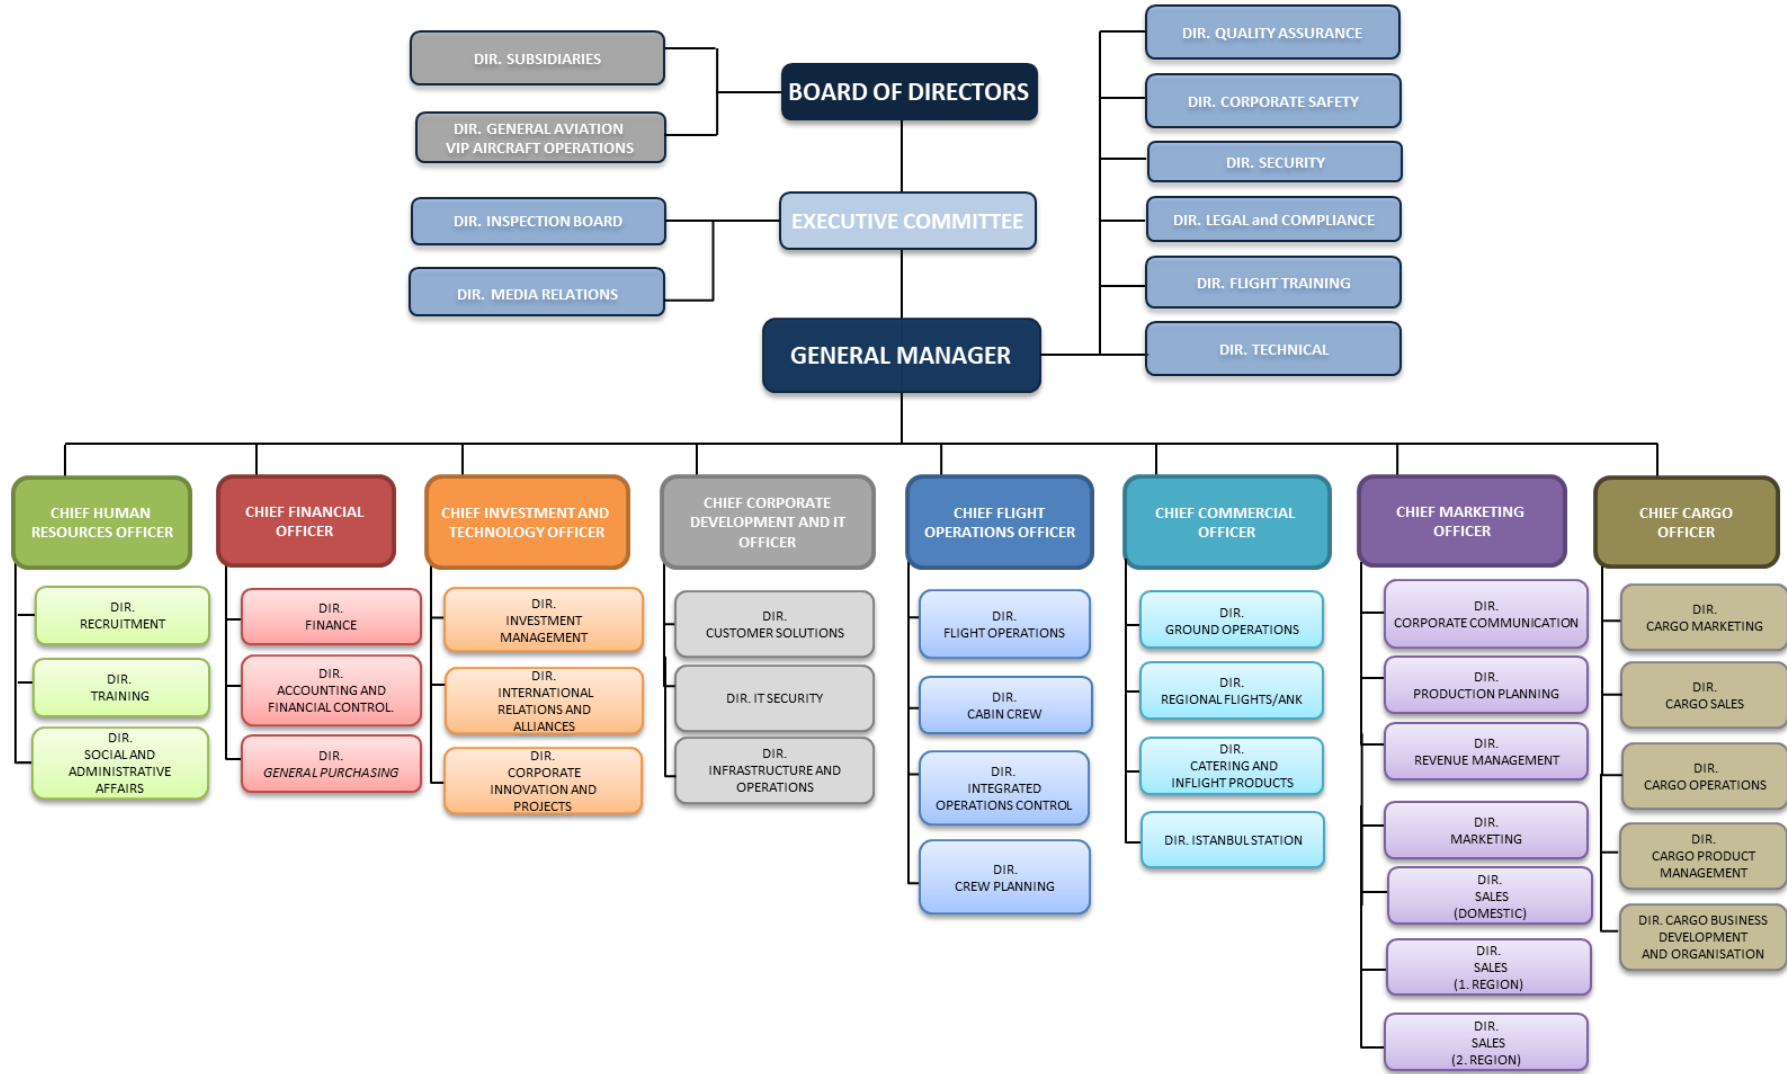 DIR. SUBSIDIARIES
DIR. GENERAL AVIATION
VIP AIRCRAFT OPERATIONS
BOARD OF DIRECTORS
DIR. INSPECTION BOARD
DIR. MEDIA RELATIONS
EXECUTIVE COMMITTEE
GENERAL MANAGER
DIR. QUALITY ASSURANCE
DIR. CORPORATE SAFETY
DIR. SECURITY
DIR. LEGAL and COMPLIANCE
DIR. FLIGHT TRAINING
DIR. TECHNICAL
CHIEF HUMAN
RESOURCES OFFICER
DIR.
RECRUITMENT
DIR.
TRAINING
DIR.
SOCIAL AND
ADMINISTRATIVE
AFFAIRS
CHIEF FINANCIAL
OFFICER
DIR.
FINANCE
DIR.
ACCOUNTING AND
FINANCIAL CONTROL.
DIR.
GENERAL PURCHASING
CHIEF INVESTMENT AND
TECHNOLOGY OFFICER
DIR.
INVESTMENT
MANAGEMENT
DIR.
INTERNATIONAL
RELATIONS AND
ALLIANCES
DIR.
CORPORATE
INNOVATION AND
PROJECTS
CHIEF CORPORATE
DEVELOPMENT AND IT
OFFICER
DIR.
CUSTOMER SOLUTIONS
DIR. IT SECURITY
DIR.
INFRASTRUCTURE AND
OPERATIONS
CHIEF FLIGHT
OPERATIONS OFFICER
DIR.
FLIGHT OPERATIONS
DIR.
CABIN CREW
DIR.
INTEGRATED
OPERATIONS CONTROL
DIR.
CREW PLANNING
CHIEF COMMERCIAL
OFFICER
DIR.
GROUND OPERATIONS
DIR.
REGIONAL FLIGHTS/ANK
DIR.
CATERING AND
INFLIGHT PRODUCTS
DIR. ISTANBUL STATION
CHIEF MARKETING
OFFICER
DIR.
CORPORATE COMMUNICATION
DIR.
PRODUCTION PLANNING
DIR.
REVENUE MANAGEMENT
DIR.
MARKETING
DIR.
SALES
(DOMESTIC)
DIR.
SALES
(1. REGION)
DIR.
SALES
(2. REGION)
CHIEF CARGO
OFFICER
DIR.
CARGO MARKETING
DIR.
CARGO SALES
DIR.
CARGO OPERATIONS
DIR.
CARGO PRODUCT
MANAGEMENT
DIR. CARGO BUSINESS
DEVELOPMENT
AND ORGANISATION